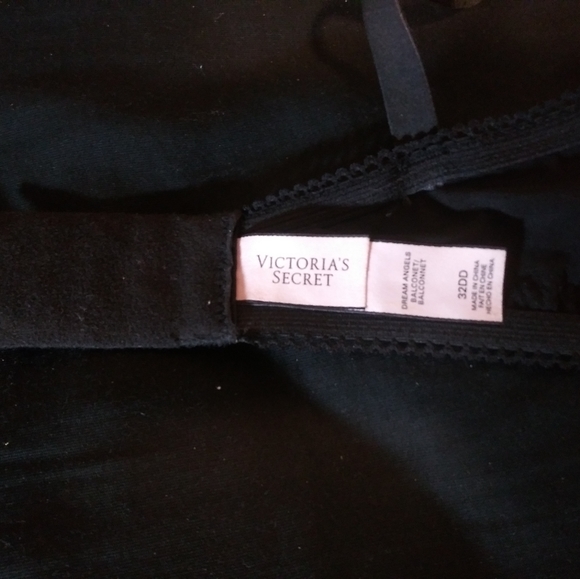 VICTORIA'S
SECRET
DREAM ANGELS
BALCONET/
BALCONNET
32DD
MADE IN CHINA
FAIT EN CHINE
HECHO EN CHINA